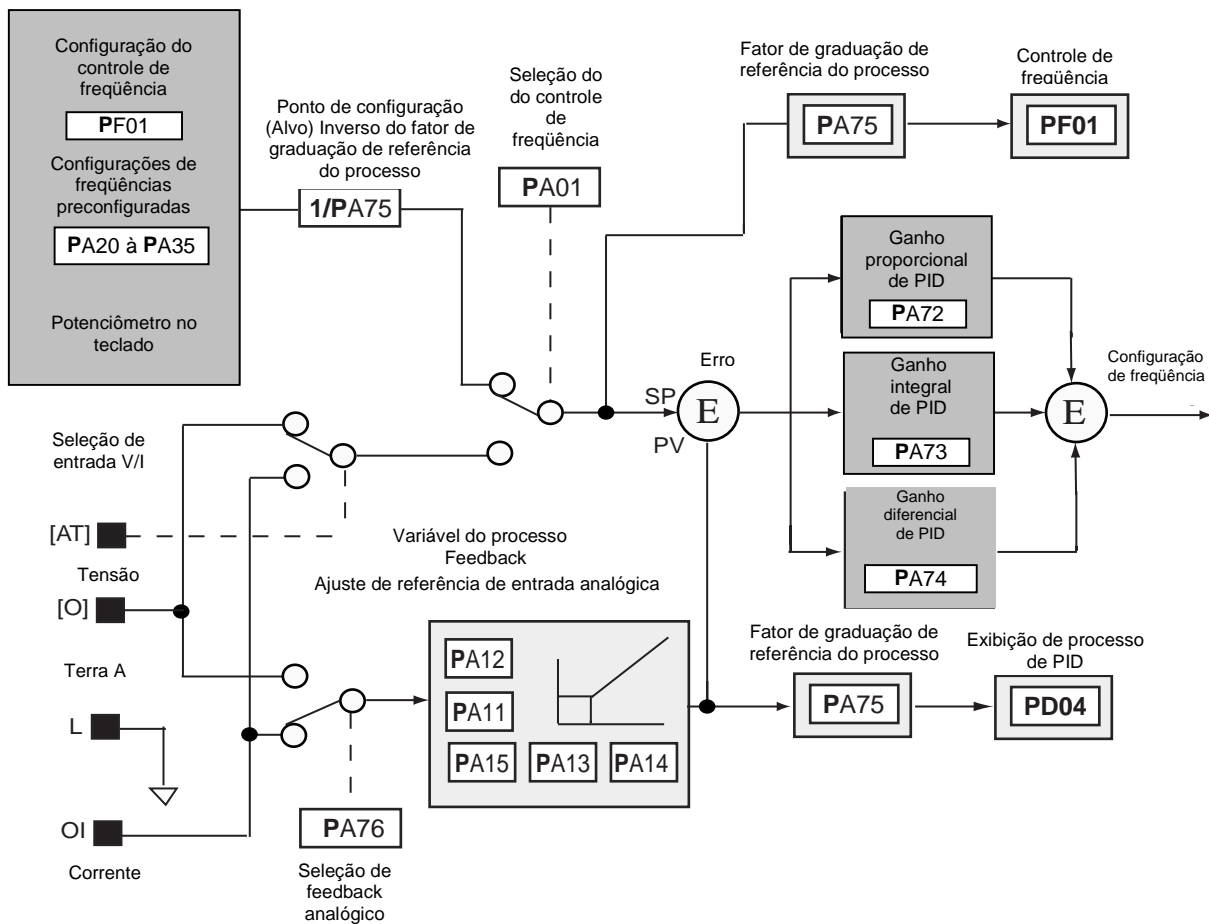 Configuração do
controle de
freqüência
PF01
Configurações de
freqüências
preconfiguradas
PA20 à PA35
Potenciômetro no
teclado
Ponto de configuração
(Alvo) Inverso do fator de
graduação de referência
do processo
1/PA75
Seleção
do controle
de
freqüência
PA01
Fator de graduação de
referência do processo
PA75
Controle de
freqüência
PF01
Ganho
proporcional
de PID
PA72
Ganho
integral
de PID
PA73
Ganho
diferencial
de PID
PA74
Erro
SP
E
PV
E
Configuração
de freqüência
Seleção de
entrada V/I
[AT]
Tensão
[O]
Terra A
L
OI
Corrente
Variável do processo
Feedback
Ajuste de referência de entrada analógica
PA12
PA11
PA15 PA13 PA14
PA76
Seleção de
feedback
analógico
Fator de graduação de
referência do processo
PA75
Exibição de processo
de PID
PD04